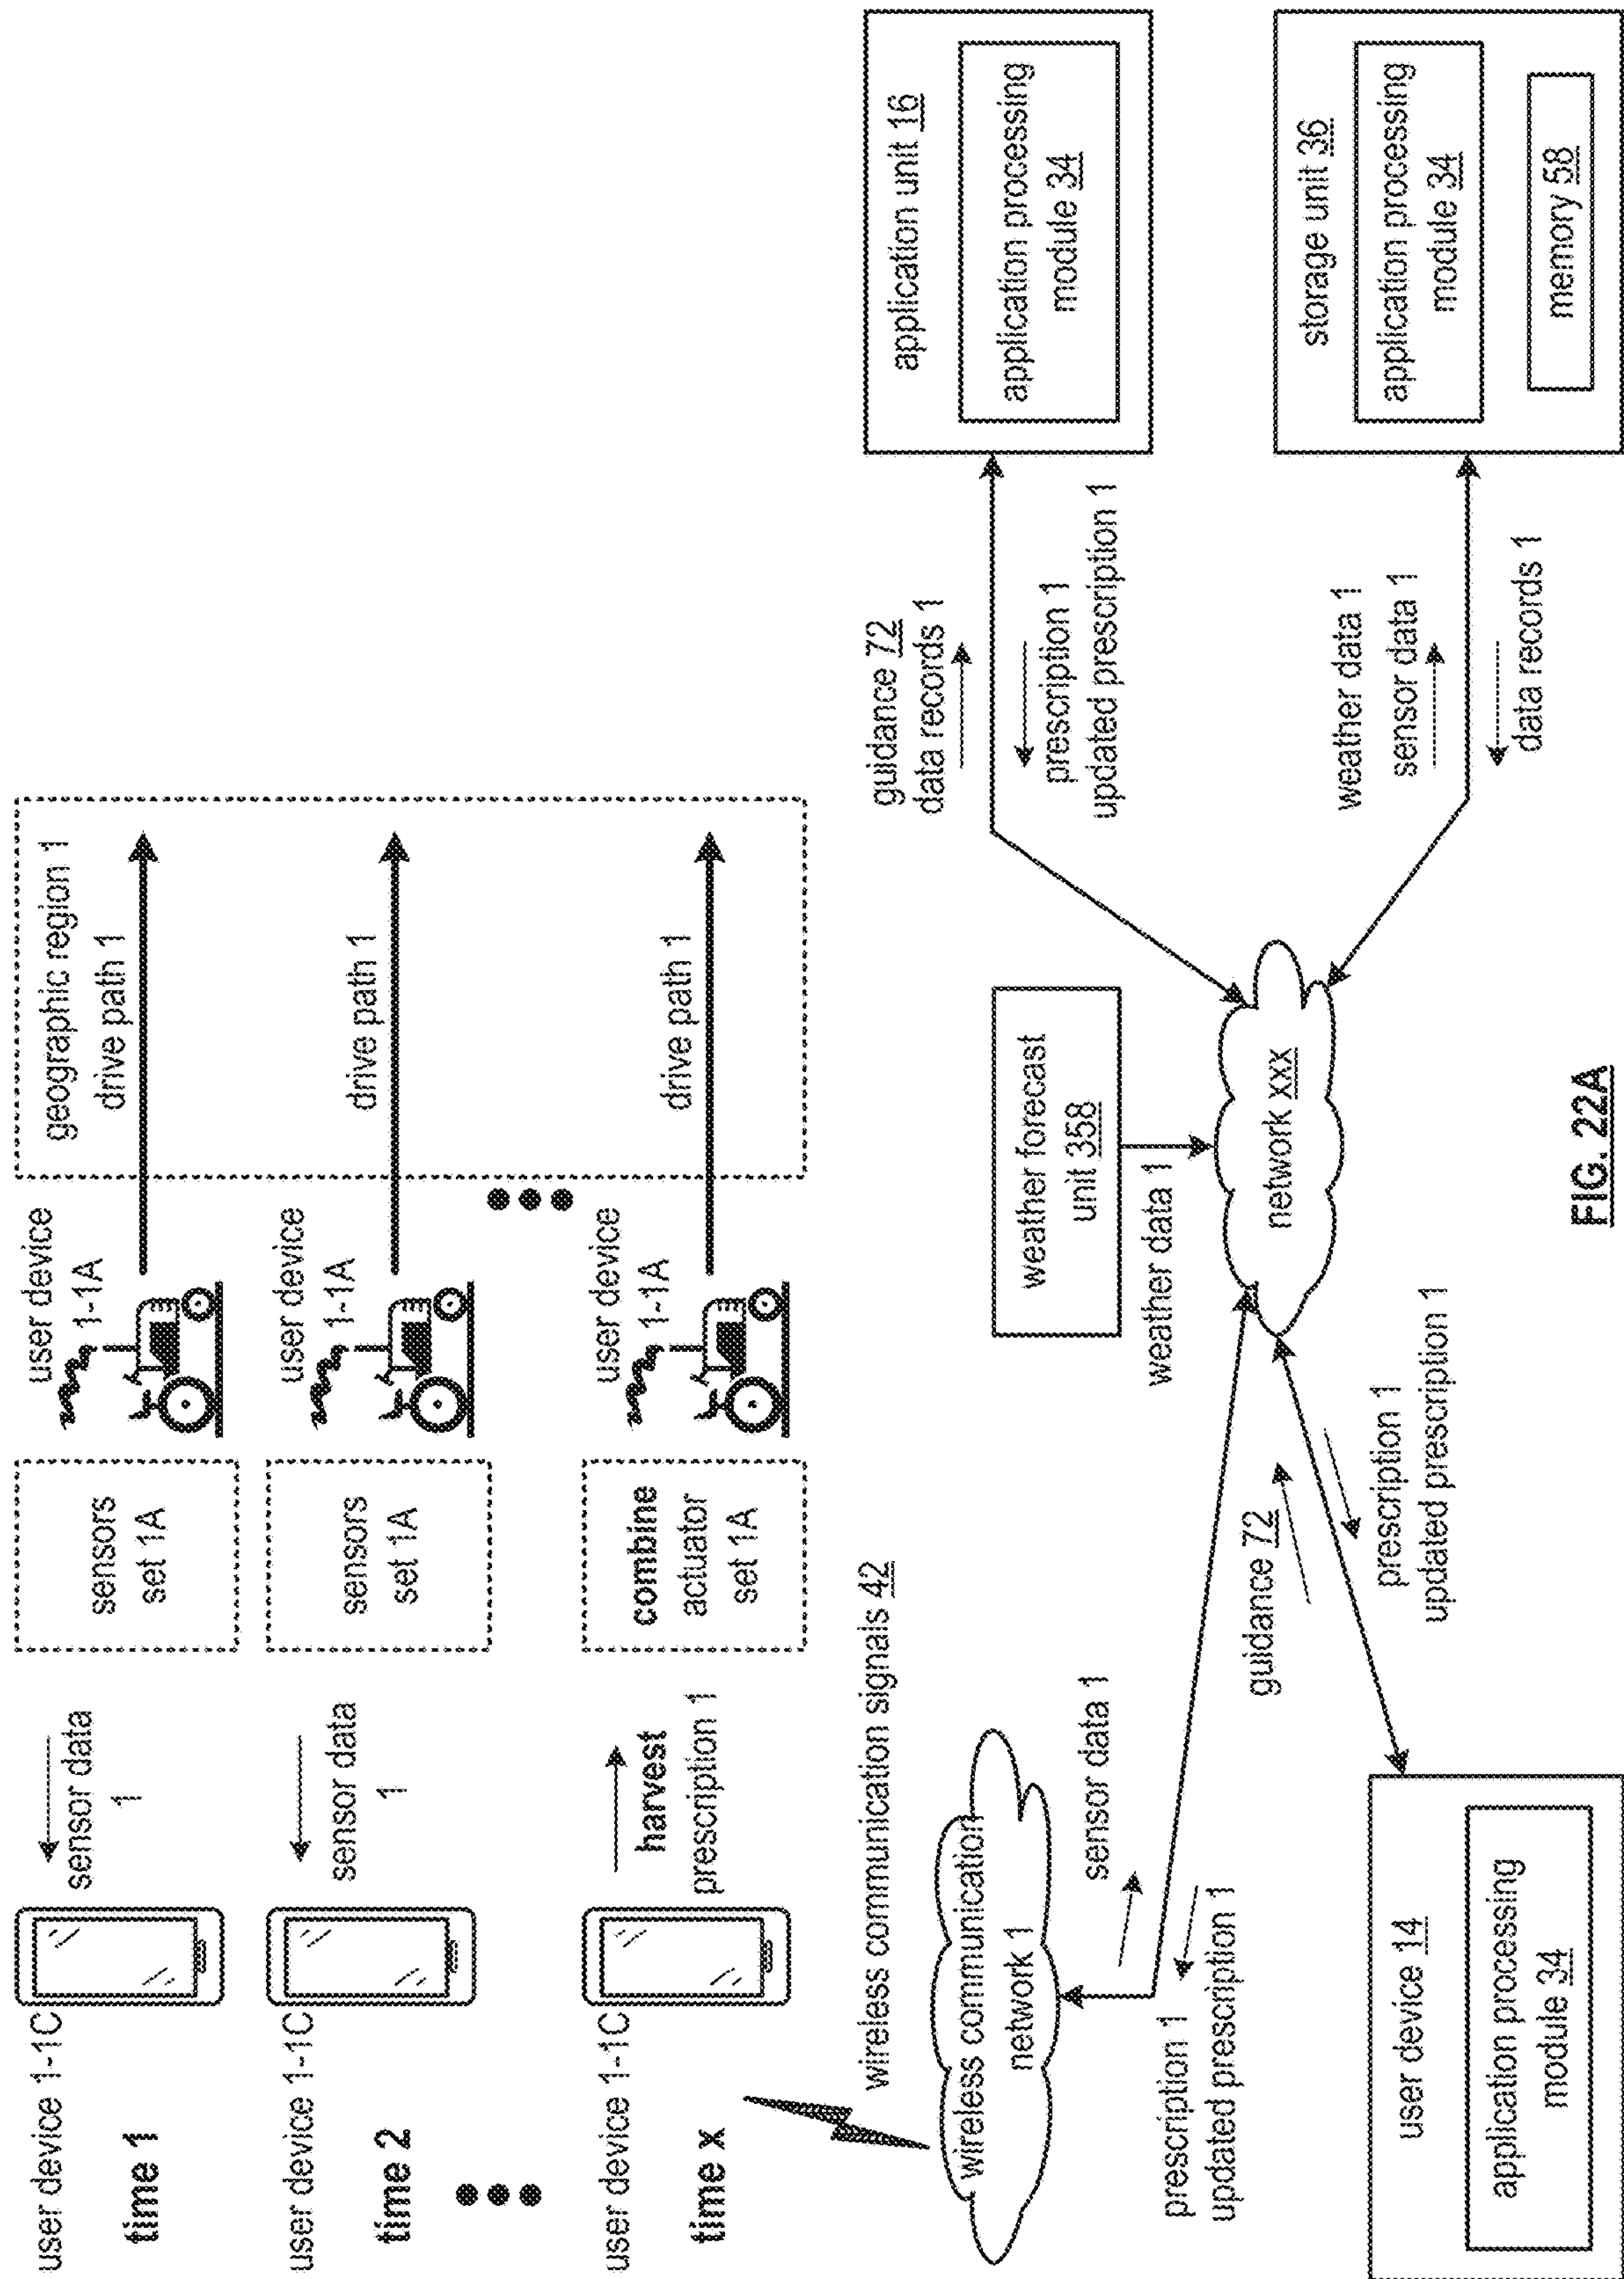 user device 1-1C
time 1
sensor data
1
sensors
set 1A
user device
1-1A
geographic region 1
drive path 1
user device 1-1C
time 2
sensor data
1
sensors
set 1A
user device
1-1A
drive path 1
user device 1-1C
time x
harvest
prescription 1
combine
actuator
set 1A
user device
1-1A
drive path 1
wireless communication signals 42
wireless communication
network 1
sensor data 1
prescription 1
updated prescription 1
weather forecast
unit 358
weather data 1
network xxx
guidance 72
data records 1
prescription 1
updated prescription 1
application unit 16
application processing
module 34
guidance 72
prescription 1
updated prescription 1
user device 14
application processing
module 34
weather data 1
sensor data 1
data records 1
storage unit 36
application processing
module 34
memory 58
FIG. 22A